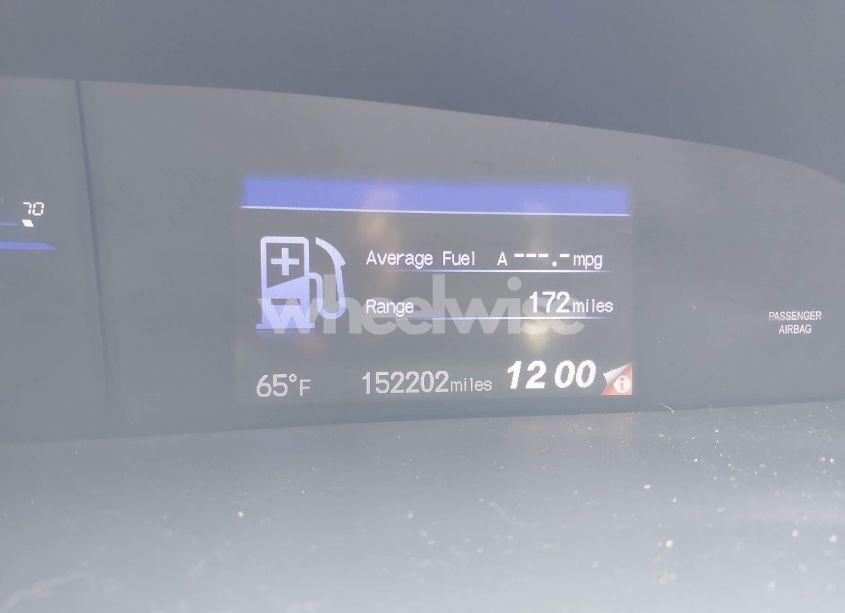 70
Average Fuel A ---.- mpg
Range 172 miles
wheelwise
65°F 152202 miles 12 00
PASSENGER
AIRBAG